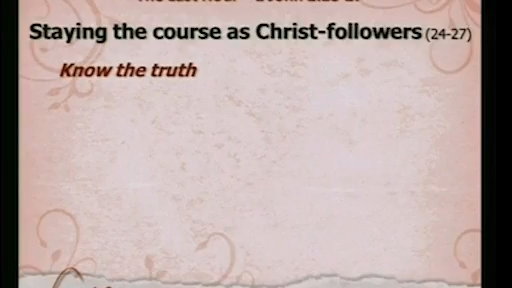 Staying the course as Christ-followers (24-27)
Know the truth